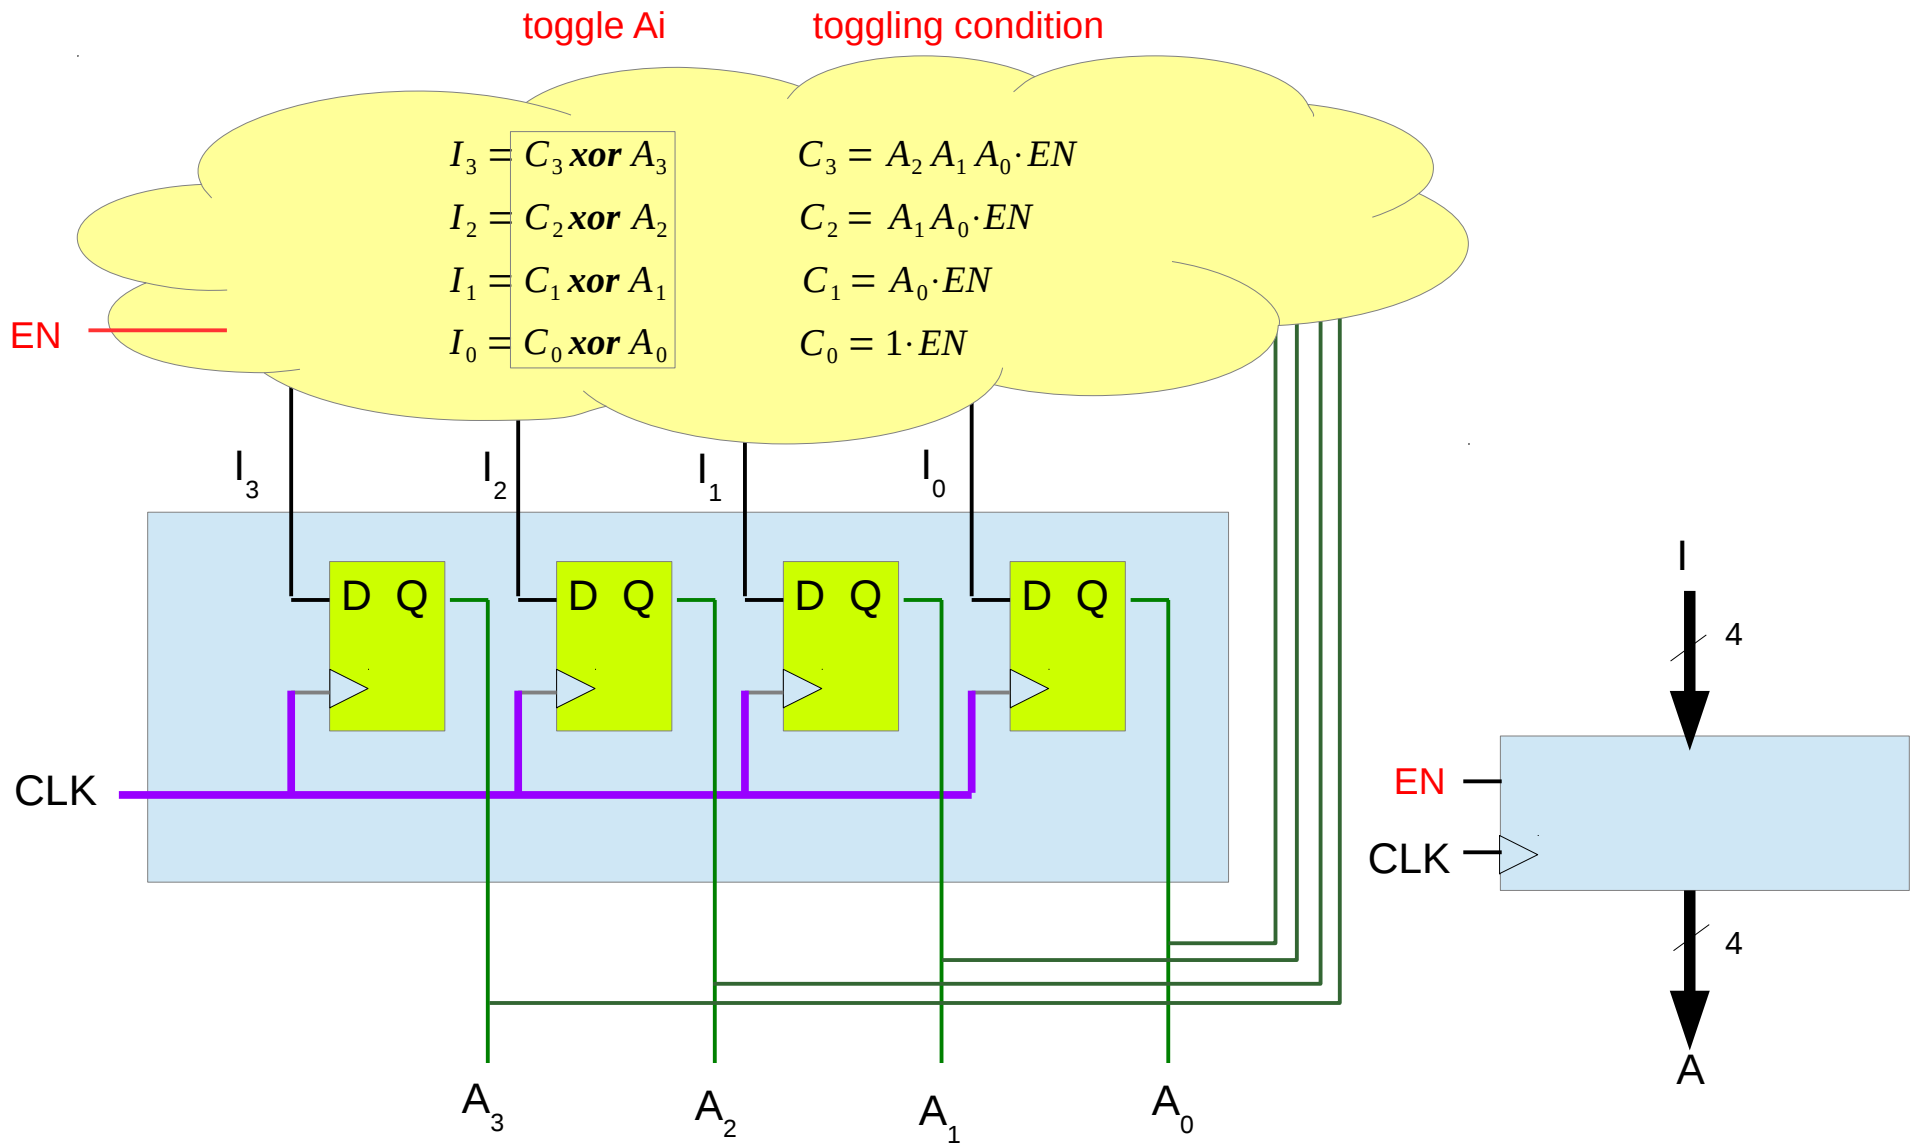 toggle Ai toggling condition
I3 = C3 xor A3 C3 = A2 A1 A0·EN
I2 = C2 xor A2 C2 = A1 A0·EN
I1 = C1 xor A1 C1 = A0·EN
I0 = C0 xor A0 C0 = 1·EN
EN
I3 I2 I1 I0
D Q D Q D Q D Q
CLK
A3 A2 A1 A0
I
4
EN
CLK
4
A